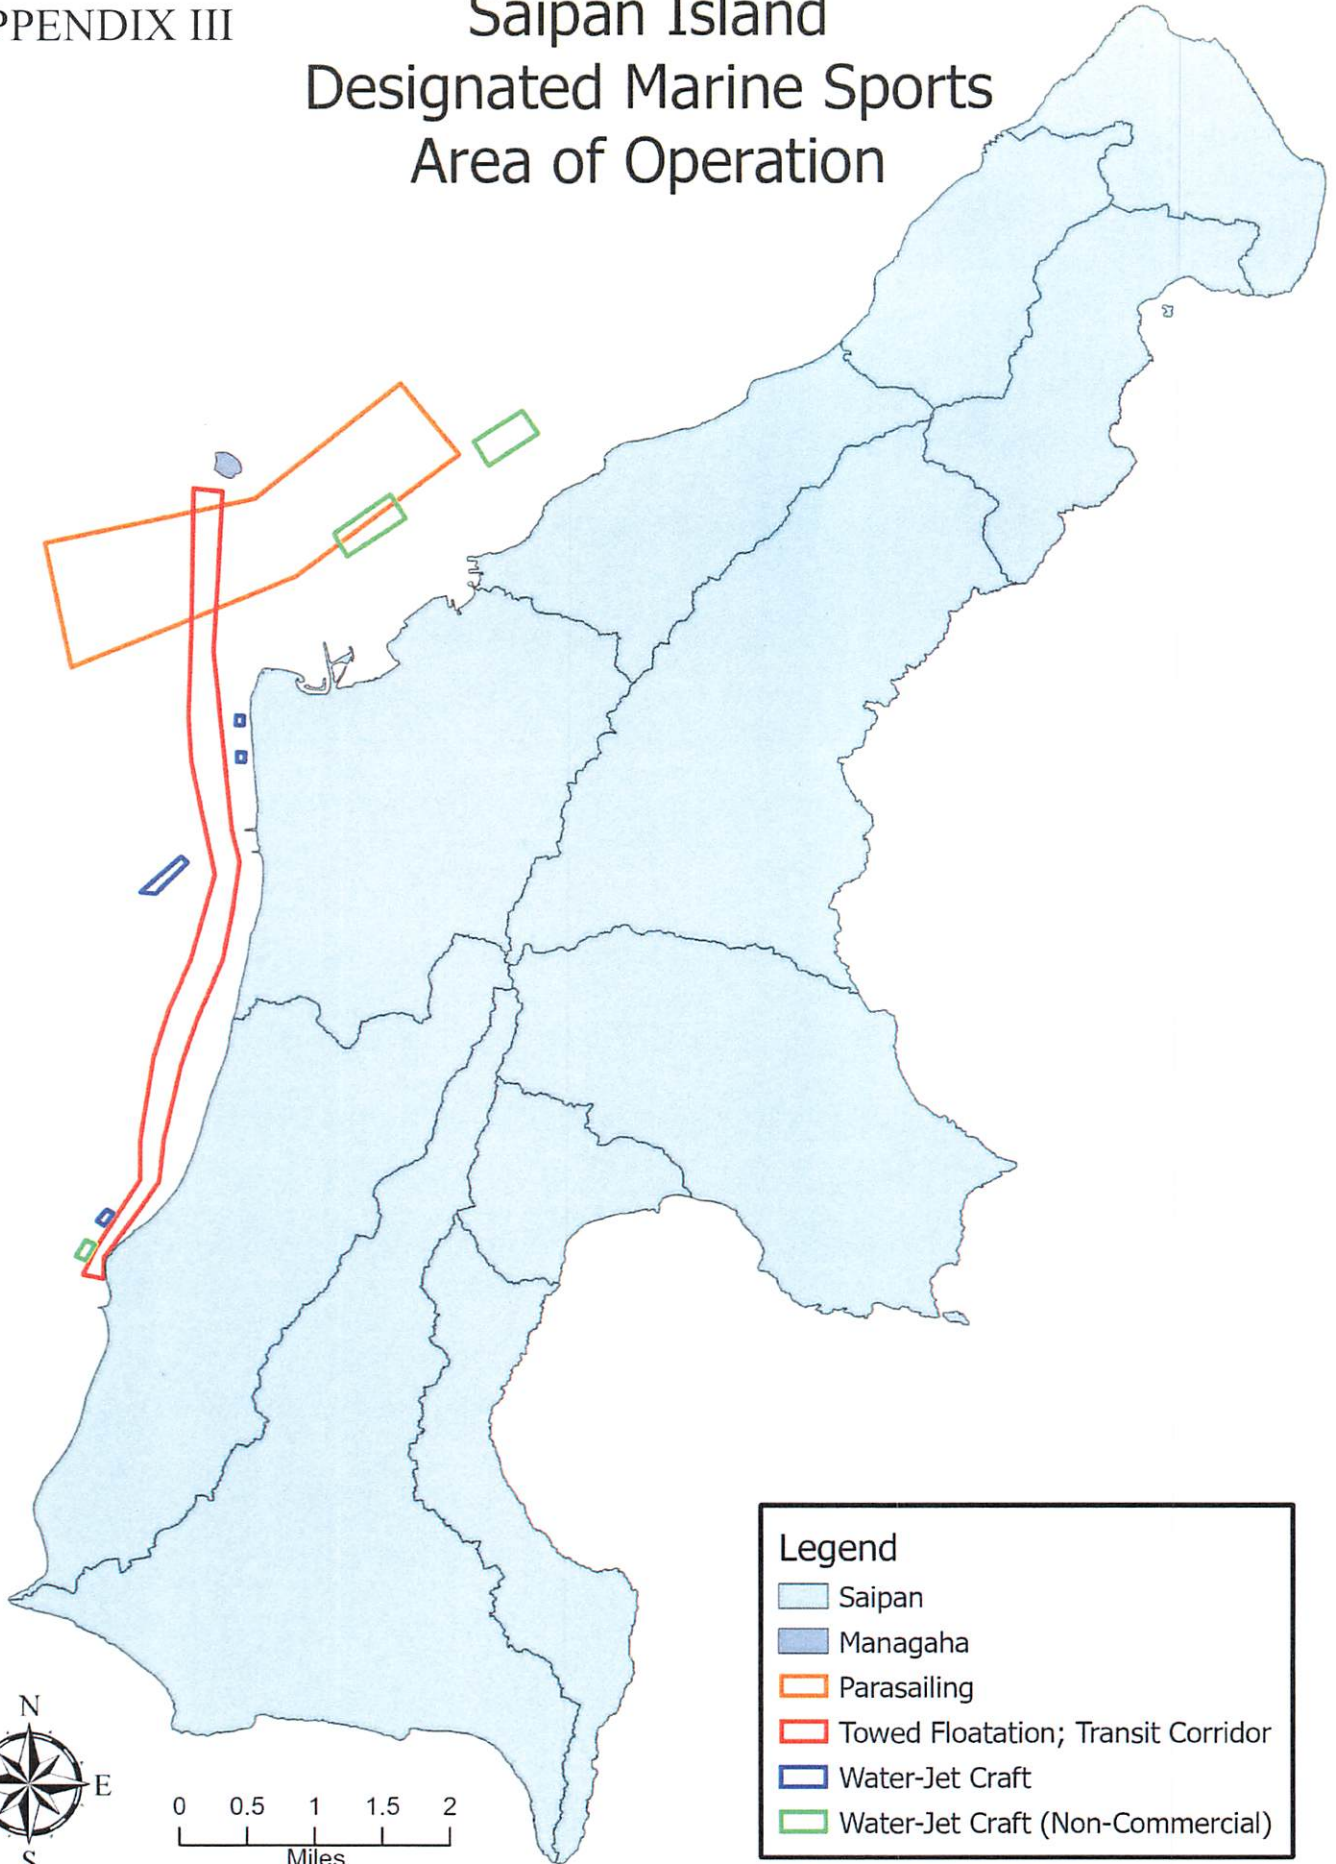 PPENDIX III
Saipan Island
Designated Marine Sports
Area of Operation
Legend
Saipan
Managaha
Parasailing
Towed Floatation; Transit Corridor
Water-Jet Craft
Water-Jet Craft (Non-Commercial)
N
E
S
0 0.5 1 1.5 2
Miles